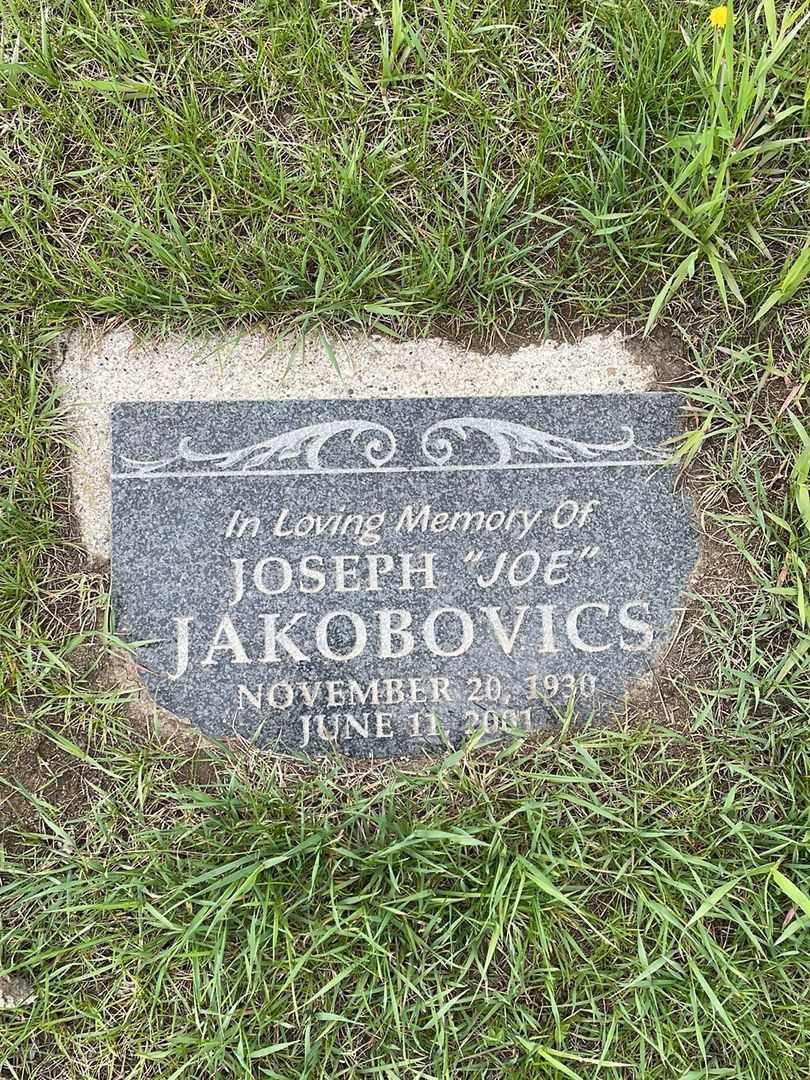 In Loving Memory Of
JOSEPH "JOE"
JAKOBOVICS
NOVEMBER 20, 1930
JUNE 11, 2001